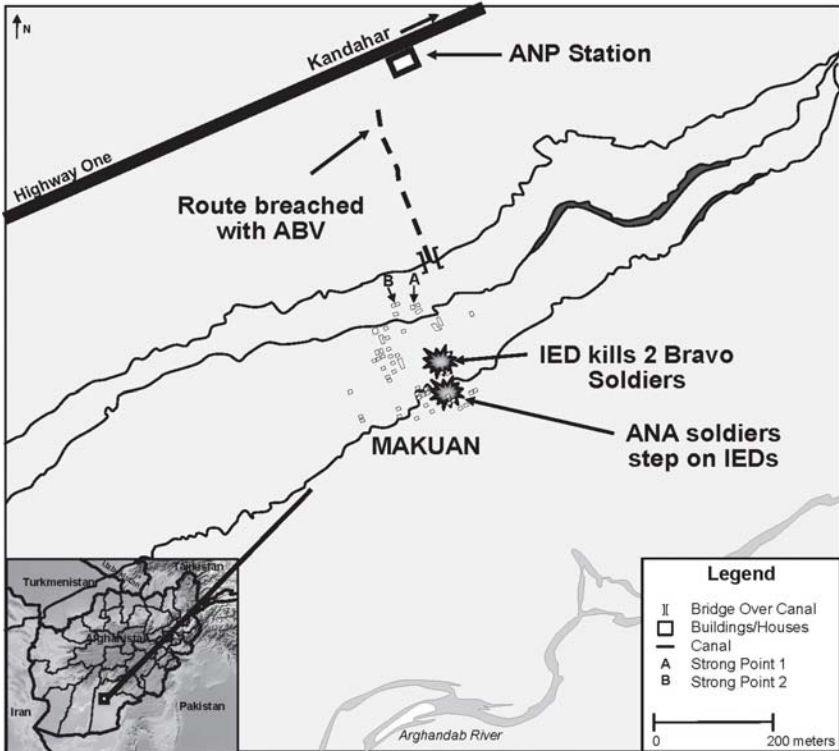 N
Kandahar
Highway One
ANP Station
Route breached
with ABV
B A
IED kills 2 Bravo
Soldiers
ANA soldiers
step on IEDs
MAKUAN
Turkmenistan
Uzbekistan
Tajikistan
Afghanistan
Iran
Pakistan
Arghandab River
Legend
Bridge Over Canal
Buildings/Houses
Canal
A Strong Point 1
B Strong Point 2
0 200 meters